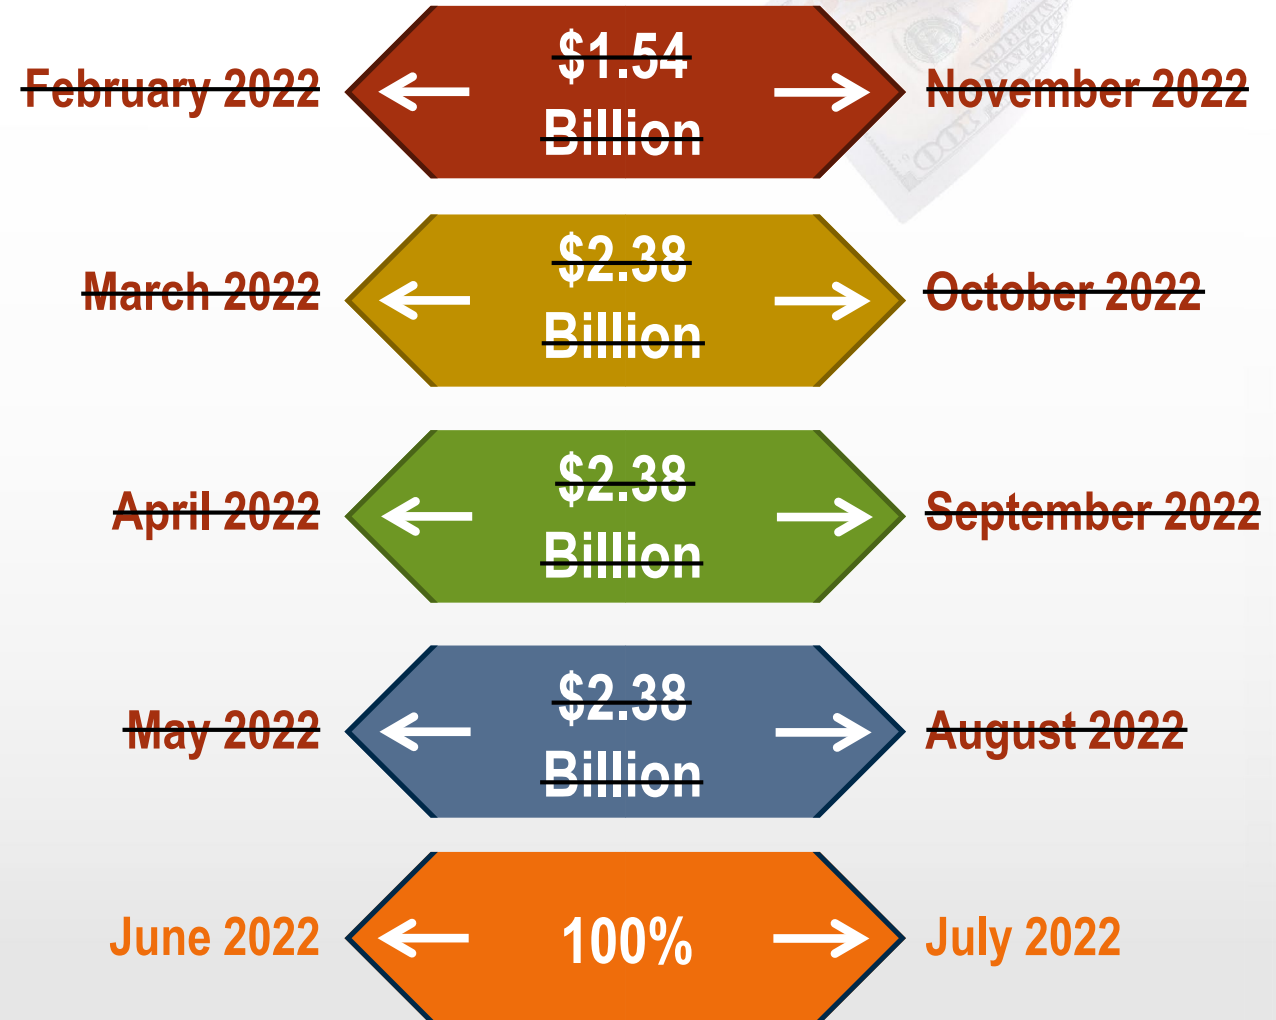 February 2022
$1.54
Billion
November 2022
March 2022
$2.38
Billion
October 2022
April 2022
$2.38
Billion
September 2022
May 2022
$2.38
Billion
August 2022
June 2022
100%
July 2022